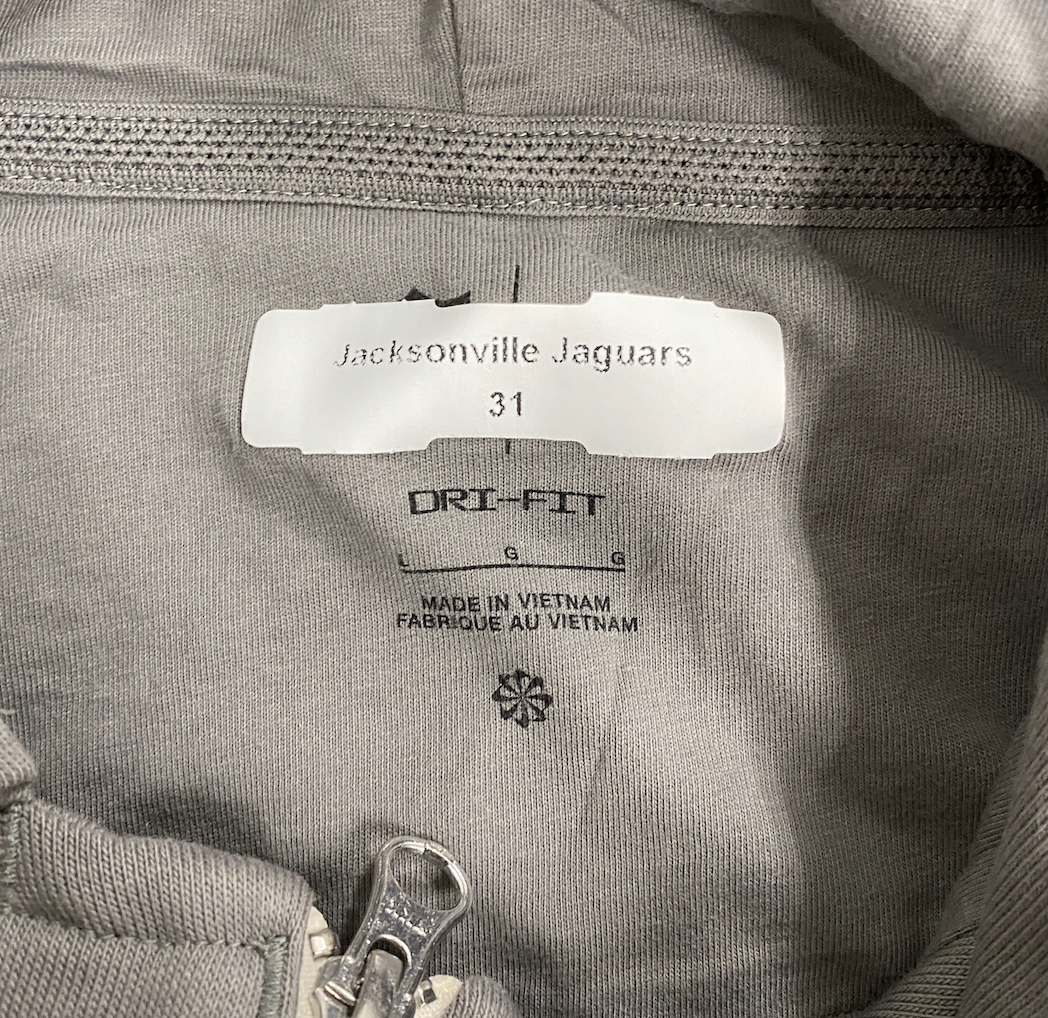 Jacksonville Jaguars
31
DRI-FIT
L G G
MADE IN VIETNAM
FABRIQUE AU VIETNAM